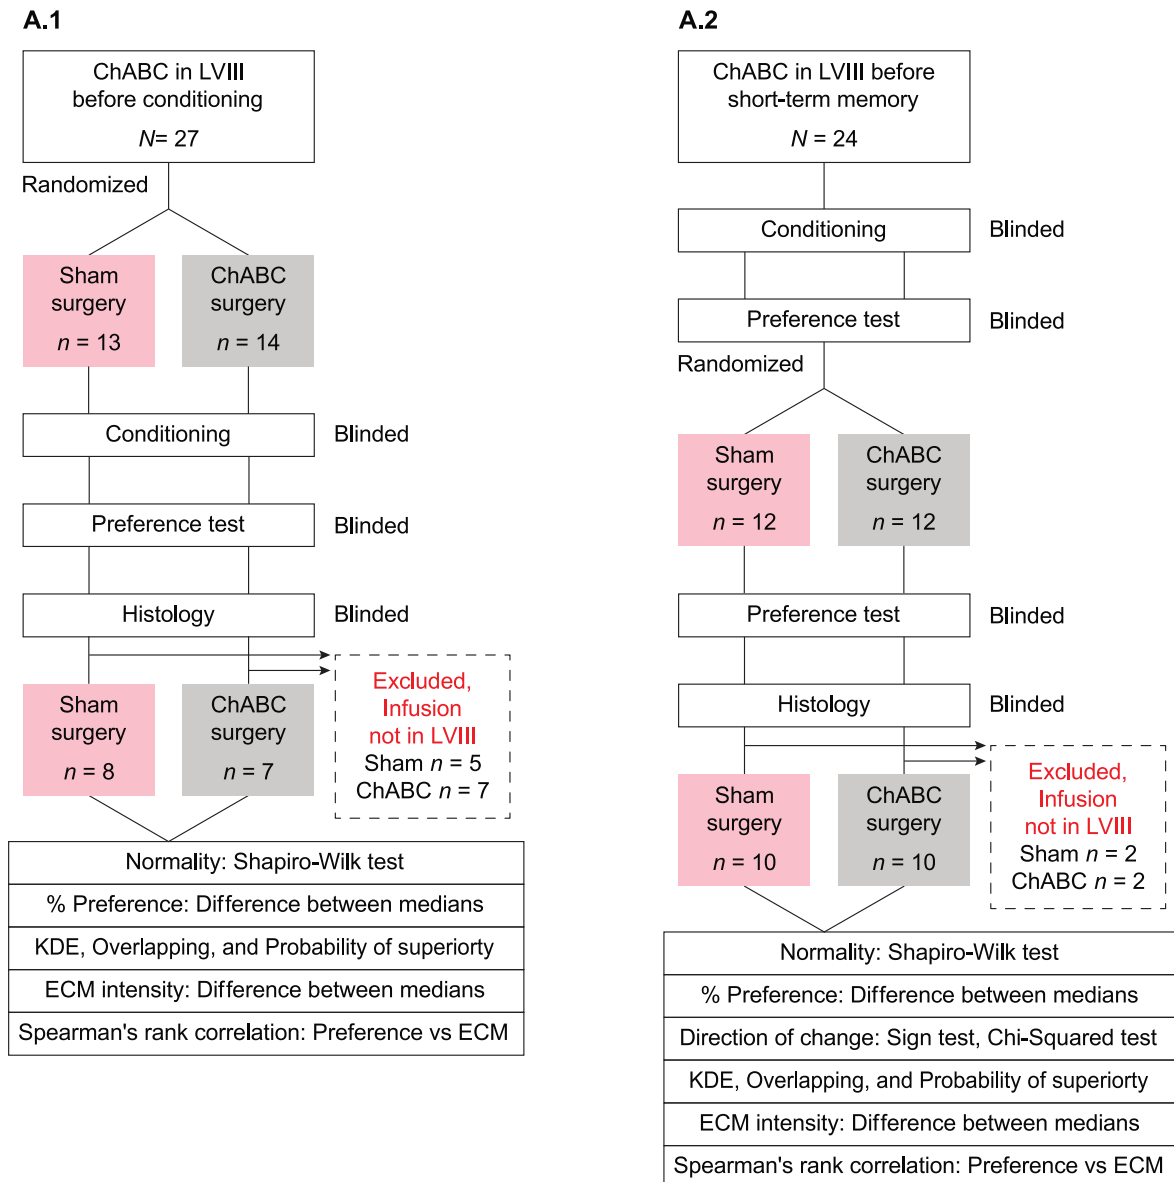 A.1
ChABC in LVIII
before conditioning
N= 27
Randomized
Sham
surgery
n = 13
ChABC
surgery
n = 14
Conditioning
Blinded
Preference test
Blinded
Histology
Blinded
Excluded,
Infusion
not in LVIII
Sham n = 5
ChABC n = 7
Sham
surgery
n = 8
ChABC
surgery
n = 7
Normality: Shapiro-Wilk test
% Preference: Difference between medians
KDE, Overlapping, and Probability of superiorty
ECM intensity: Difference between medians
Spearman's rank correlation: Preference vs ECM
A.2
ChABC in LVIII before
short-term memory
N = 24
Conditioning
Blinded
Preference test
Blinded
Randomized
Sham
surgery
n = 12
ChABC
surgery
n = 12
Preference test
Blinded
Histology
Blinded
Excluded,
Infusion
not in LVIII
Sham n = 2
ChABC n = 2
Sham
surgery
n = 10
ChABC
surgery
n = 10
Normality: Shapiro-Wilk test
% Preference: Difference between medians
Direction of change: Sign test, Chi-Squared test
KDE, Overlapping, and Probability of superiorty
ECM intensity: Difference between medians
Spearman's rank correlation: Preference vs ECM